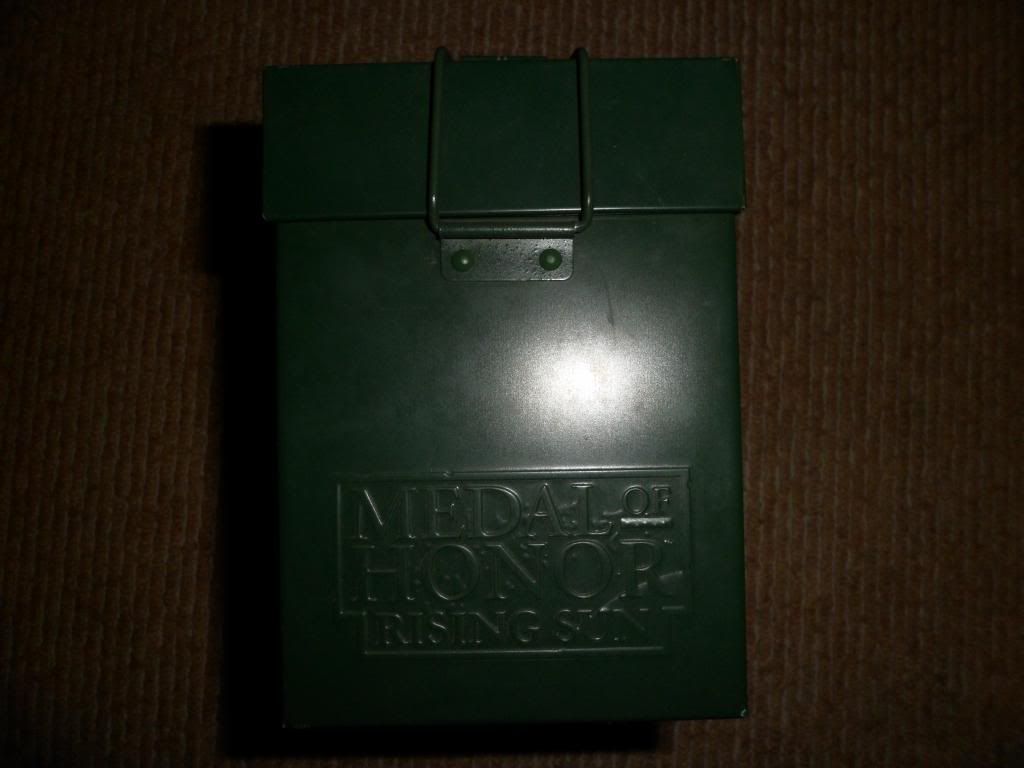 MEDAL OF
HONOR
RISING SUN